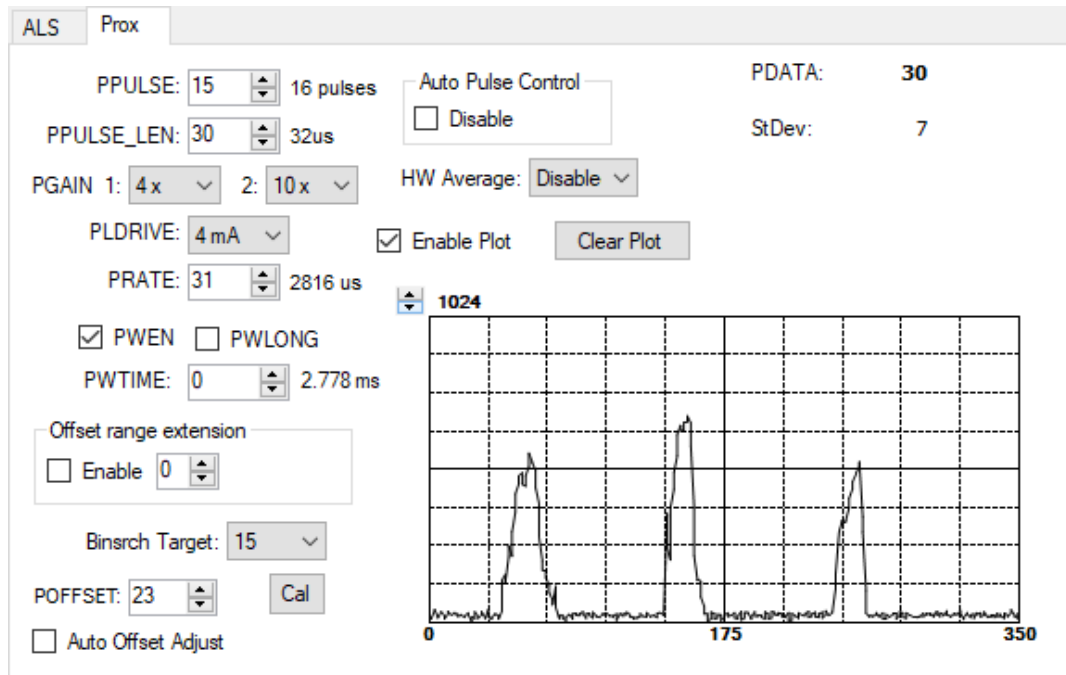 ALS Prox
PPULSE: 15 16 pulses
PPULSE_LEN: 30 32us
PGAIN 1: 4x 2: 10x
PLDRIVE: 4 mA
PRATE: 31 2816 us
PWEN PWLONG
PWTIME: 0 2.778 ms
Offset range extension
Enable 0
Binsrch Target: 15
POFFSET: 23 Cal
Auto Offset Adjust
Auto Pulse Control
Disable
HW Average: Disable
Enable Plot Clear Plot
PDATA: 30
StDev: 7
1024
0 175 350